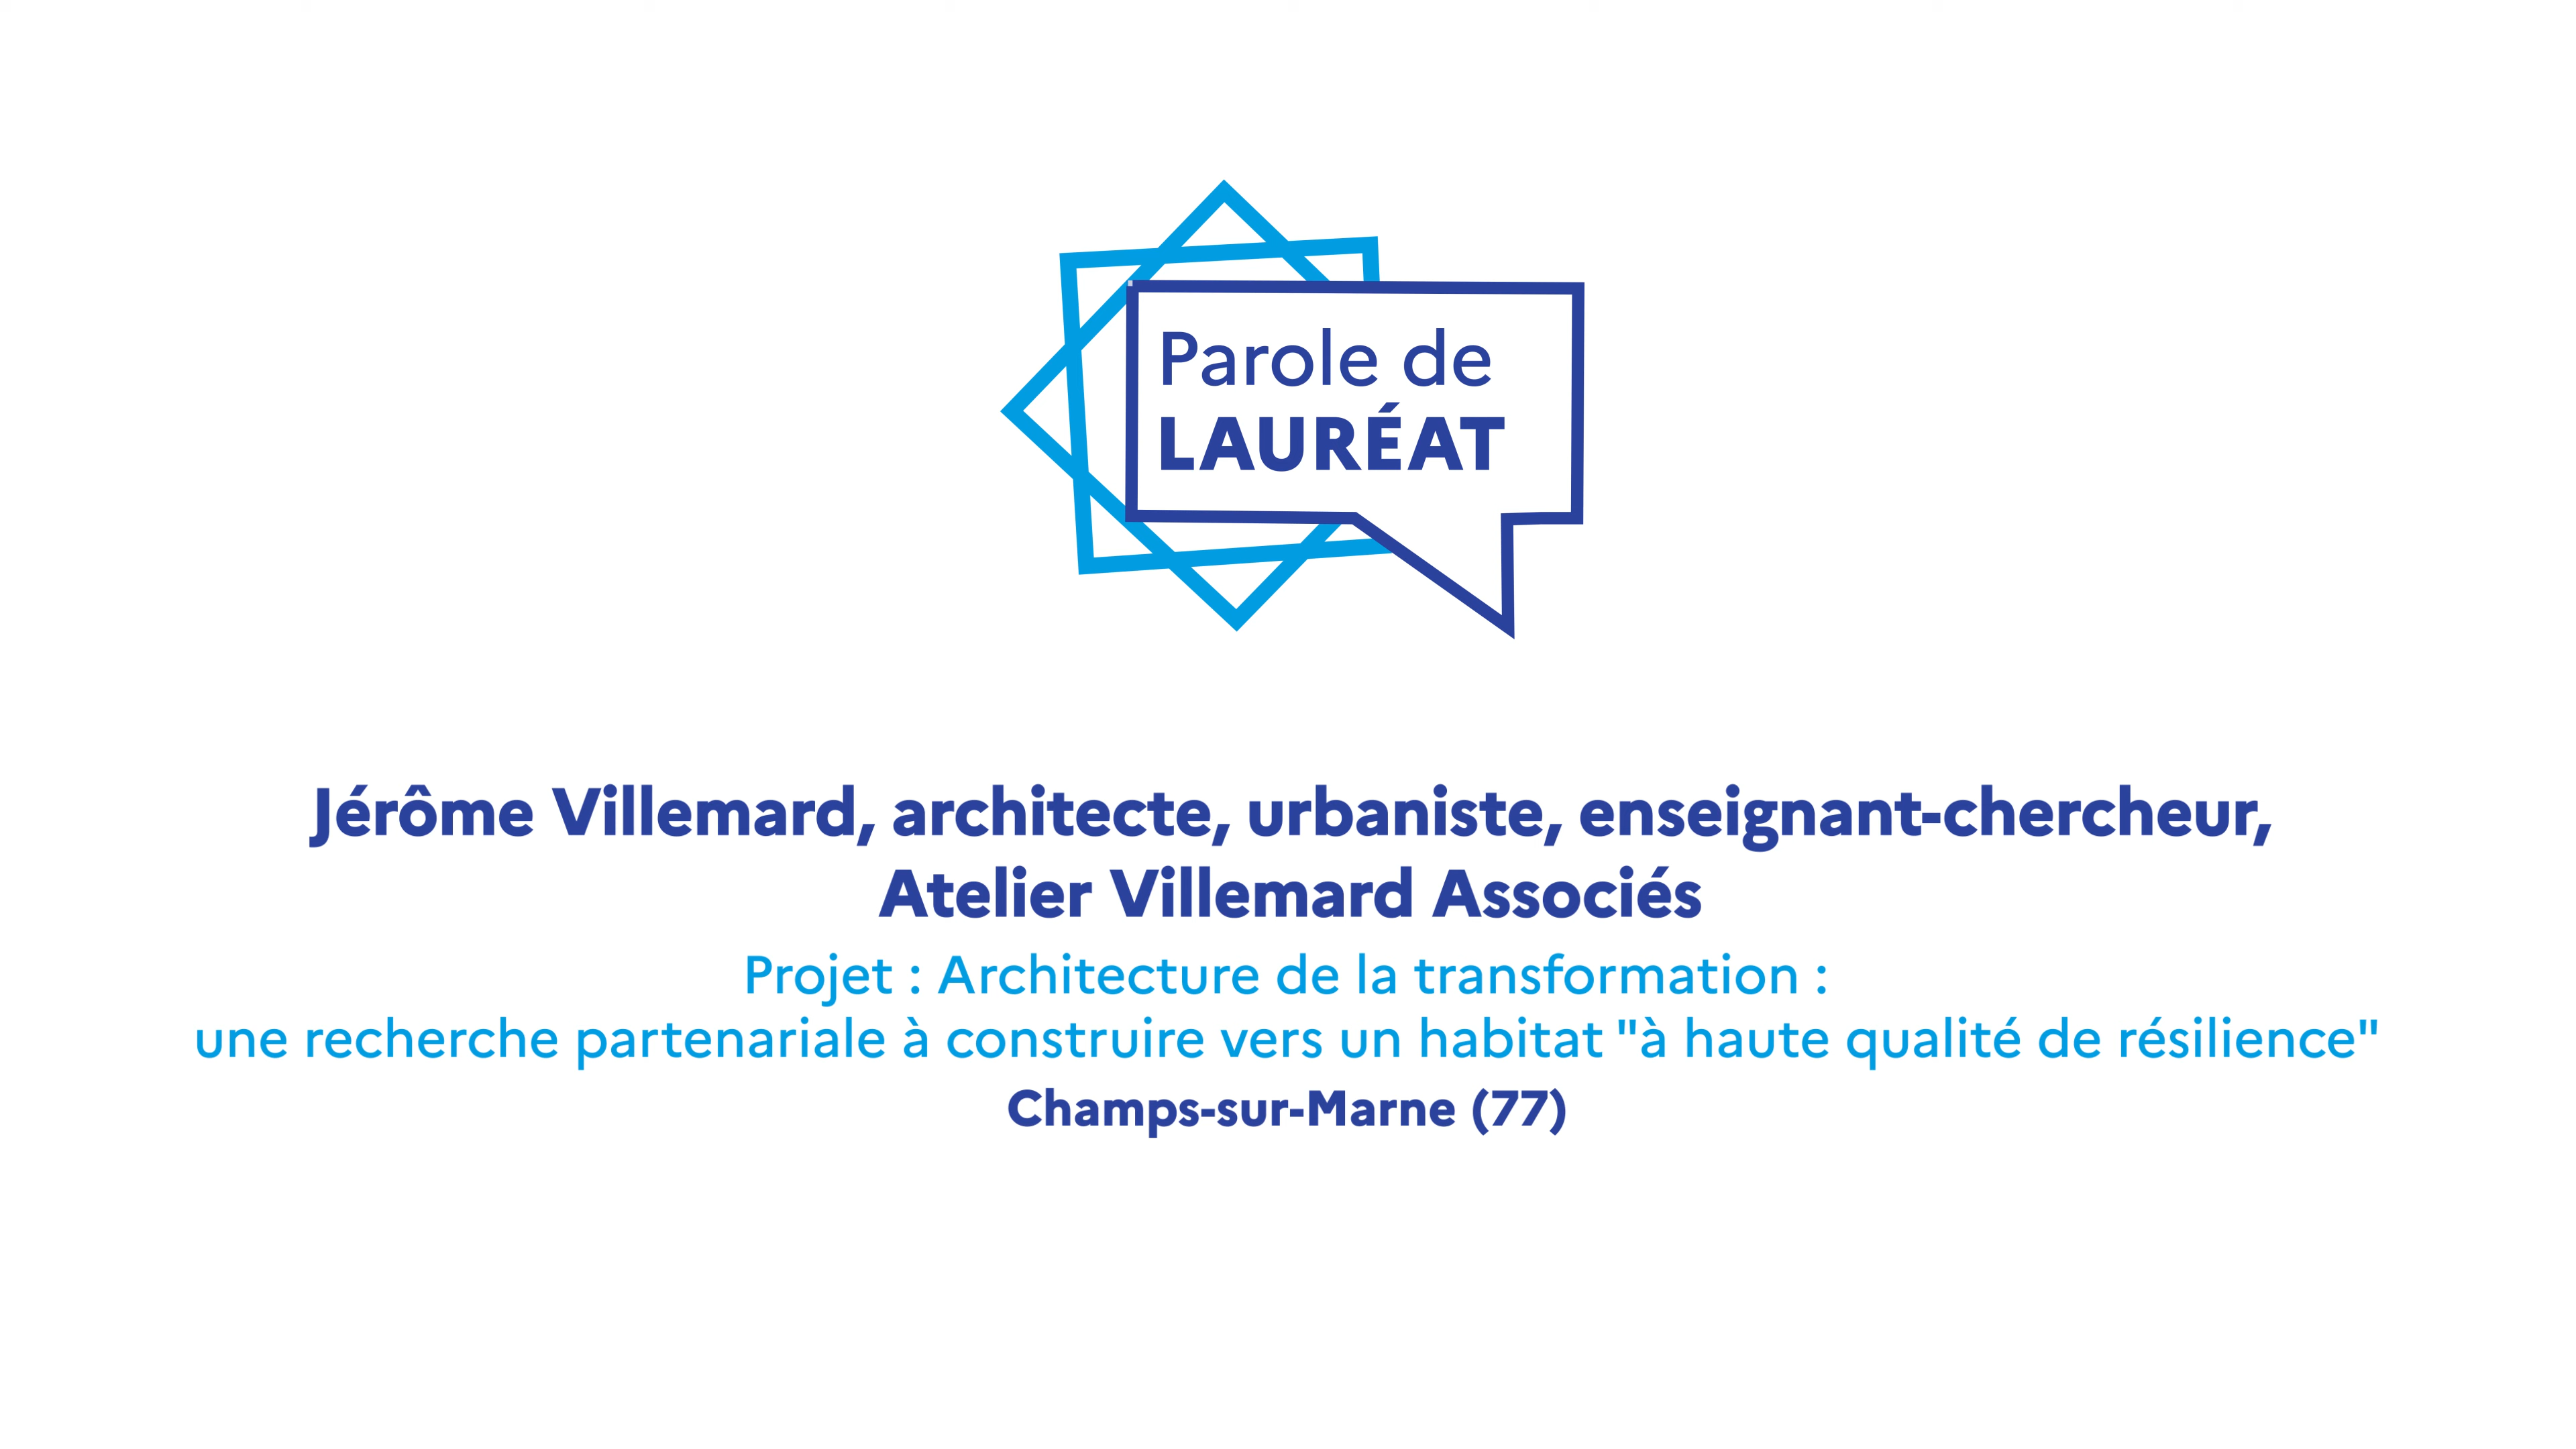 Parole de
LAURÉAT
Jérôme Villemard, architecte, urbaniste, enseignant-chercheur,
Atelier Villemard Associés
Projet : Architecture de la transformation :
une recherche partenariale à construire vers un habitat "à haute qualité de résilience"
Champs-sur-Marne (77)